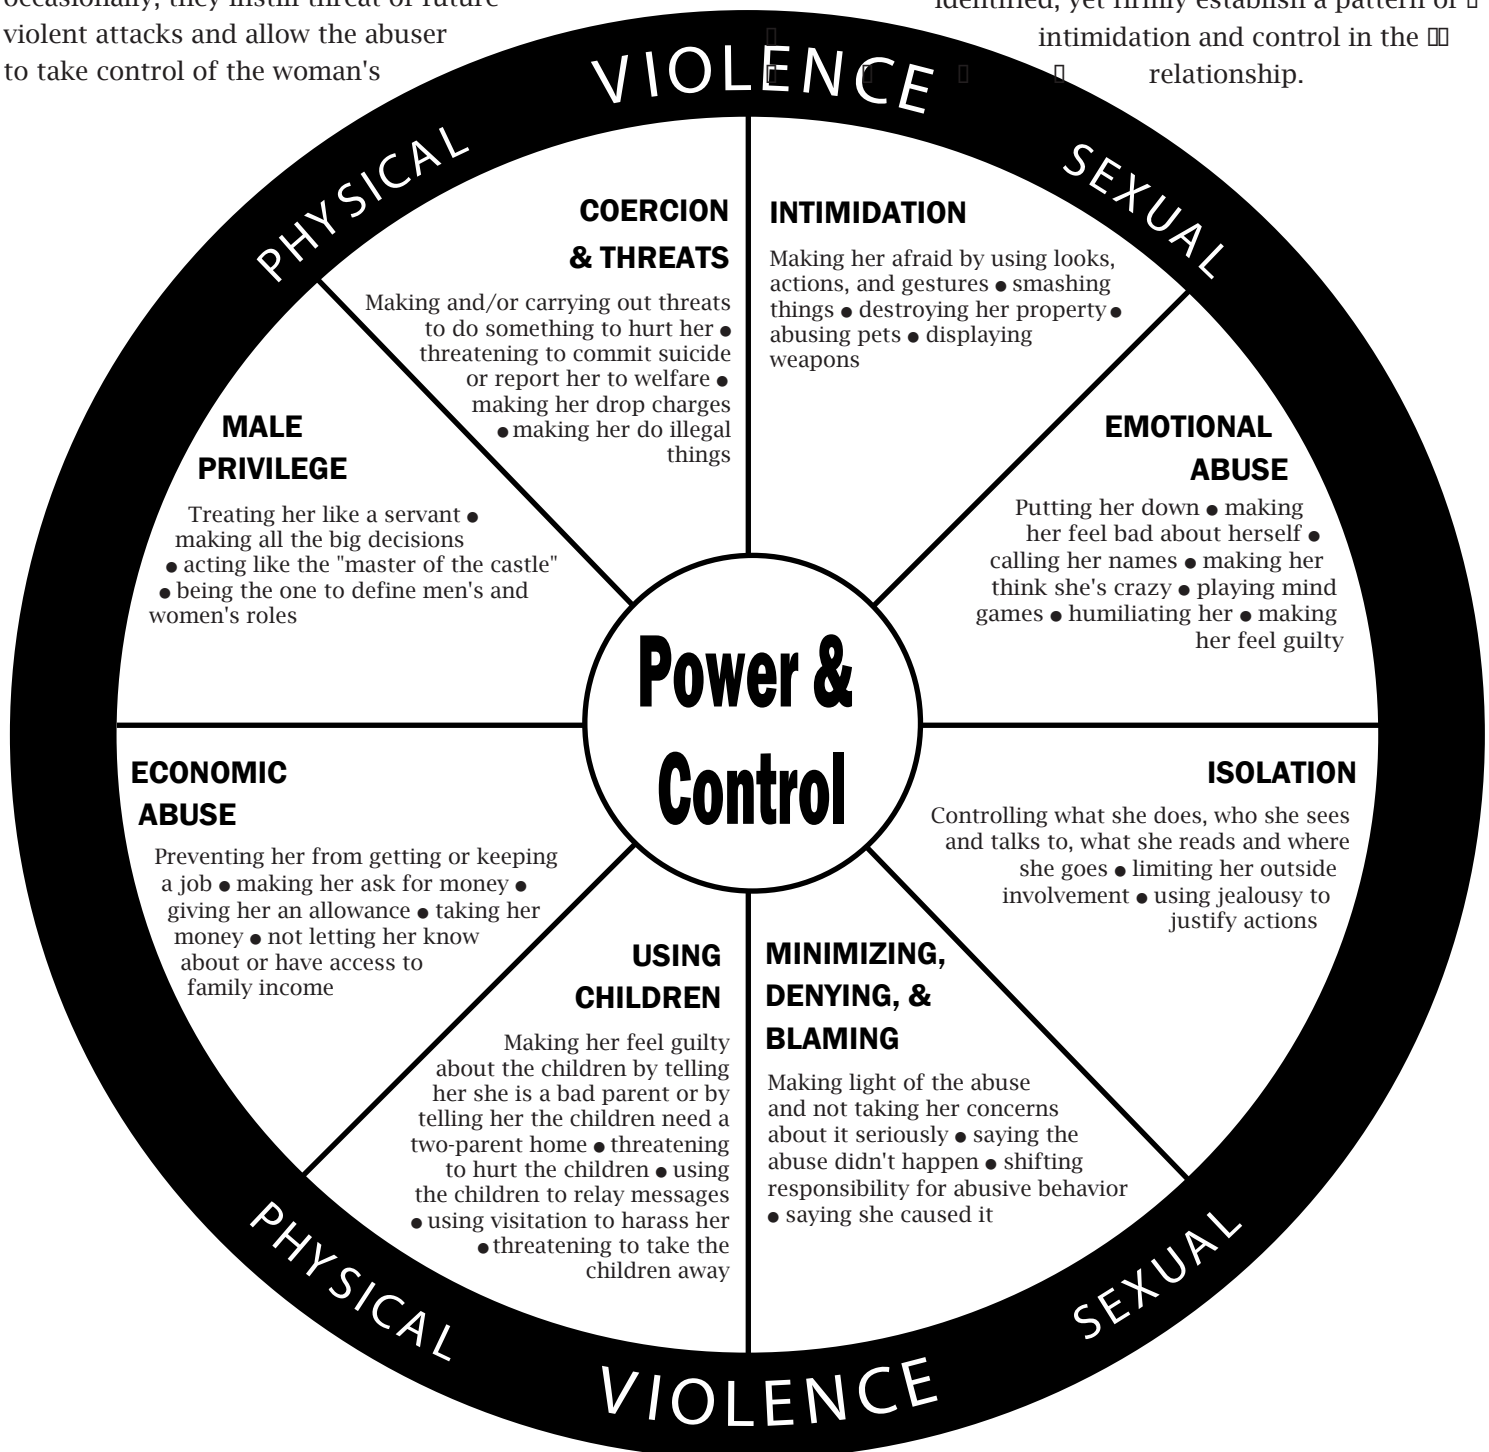 occasionally, they instill threat of future
violent attacks and allow the abuser
to take control of the woman's
identified, yet firmly establish a pattern of
intimidation and control in the
relationship.
PHYSICAL
VIOLENCE
SEXUAL
COERCION
& THREATS
Making and/or carrying out threats
to do something to hurt her ●
threatening to commit suicide
or report her to welfare ●
making her drop charges
● making her do illegal
things
INTIMIDATION
Making her afraid by using looks,
actions, and gestures ● smashing
things ● destroying her property ●
abusing pets ● displaying
weapons
MALE
PRIVILEGE
Treating her like a servant ●
making all the big decisions
● acting like the "master of the castle"
● being the one to define men's and
women's roles
EMOTIONAL
ABUSE
Putting her down ● making
her feel bad about herself ●
calling her names ● making her
think she's crazy ● playing mind
games ● humiliating her ● making
her feel guilty
Power &
Control
ECONOMIC
ABUSE
Preventing her from getting or keeping
a job ● making her ask for money ●
giving her an allowance ● taking her
money ● not letting her know
about or have access to
family income
ISOLATION
Controlling what she does, who she sees
and talks to, what she reads and where
she goes ● limiting her outside
involvement ● using jealousy to
justify actions
USING
CHILDREN
Making her feel guilty
about the children by telling
her she is a bad parent or by
telling her the children need a
two-parent home ● threatening
to hurt the children ● using
the children to relay messages
● using visitation to harass her
● threatening to take the
children away
MINIMIZING,
DENYING, &
BLAMING
Making light of the abuse
and not taking her concerns
about it seriously ● saying the
abuse didn't happen ● shifting
responsibility for abusive behavior
● saying she caused it
PHYSICAL
VIOLENCE
SEXUAL